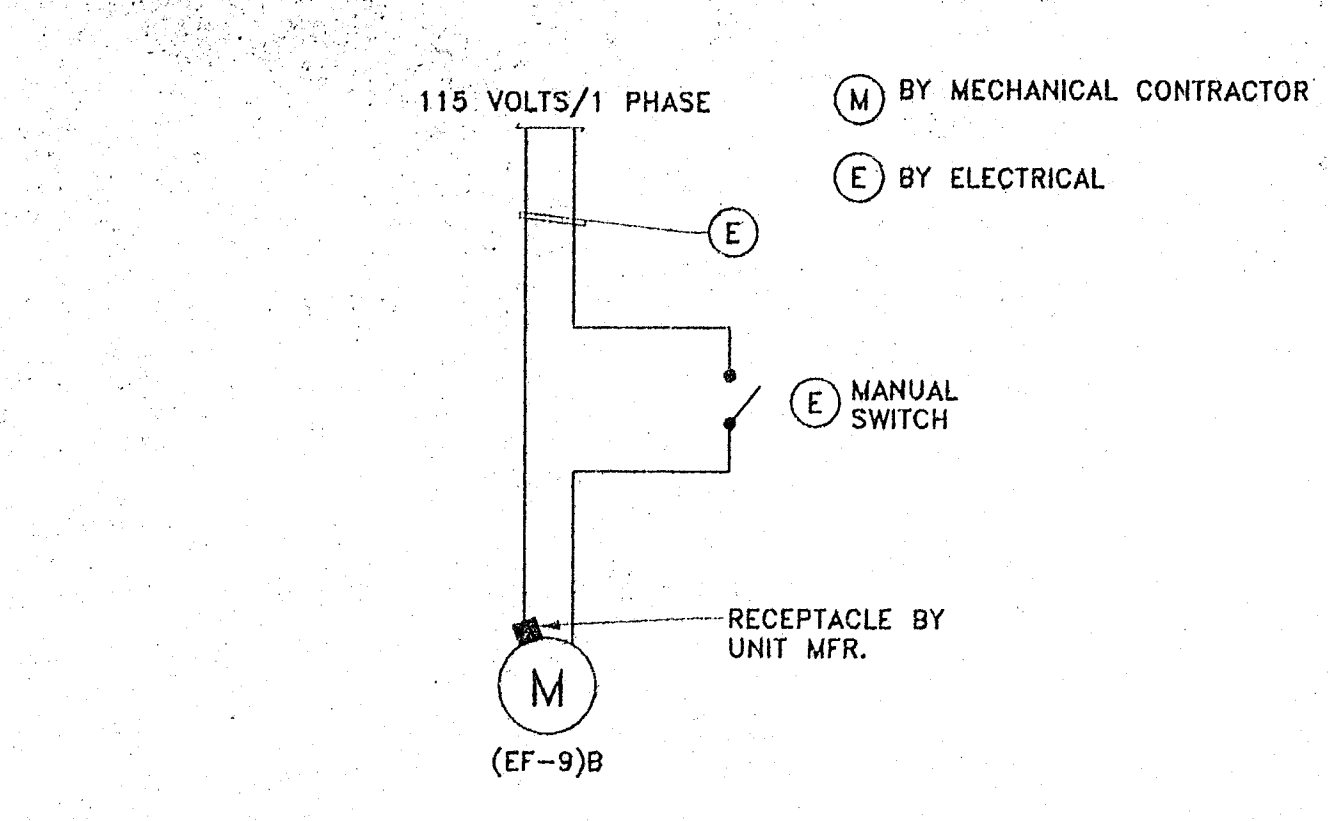 115 VOLTS/1 PHASE
M BY MECHANICAL CONTRACTOR
E BY ELECTRICAL
E
E MANUAL
SWITCH
RECEPTACLE BY
UNIT MFR.
M
(EF-9)B